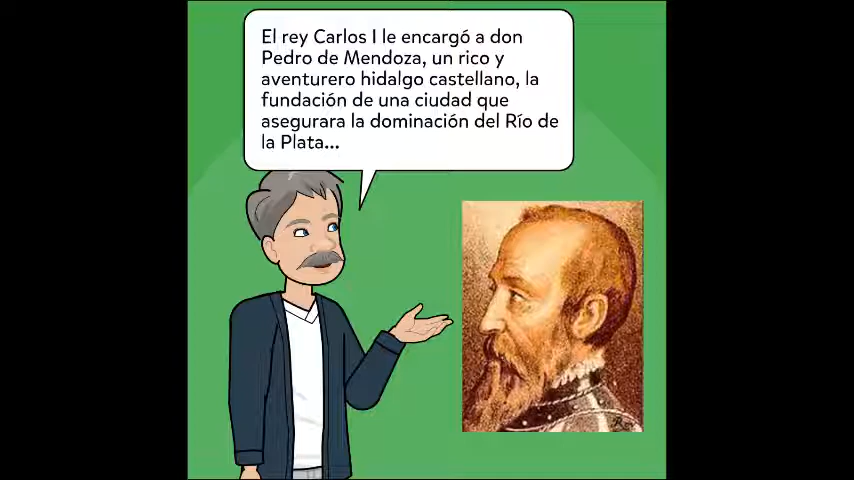 El rey Carlos I le encargó a don
Pedro de Mendoza, un rico y
aventurero hidalgo castellano, la
fundación de una ciudad que
asegurara la dominación del Río de
la Plata...